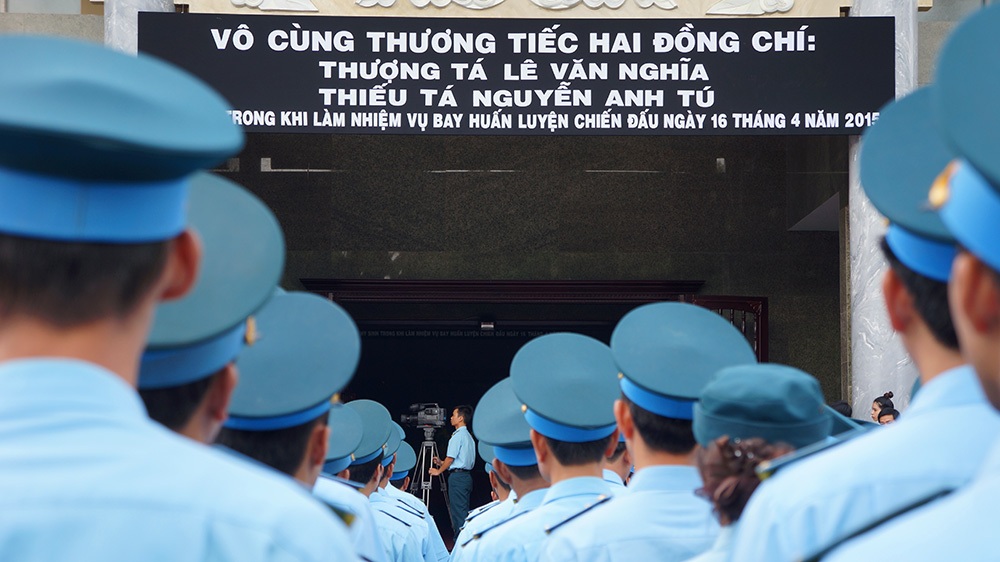 VÔ CÙNG THƯƠNG TIẾC HAI ĐỒNG CHÍ:
THƯỢNG TÁ LÊ VĂN NGHĨA
THIẾU TÁ NGUYỄN ANH TÚ
TRONG KHI LÀM NHIỆM VỤ BAY HUẤN LUYỆN CHIẾN ĐẤU NGÀY 16 THÁNG 4 NĂM 2015